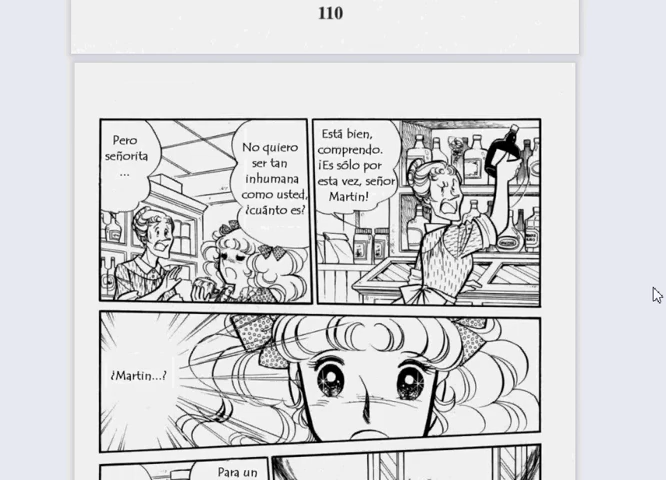 110
Pero
señorita
...
No quiero
ser tan
inhumana
como usted,
¿cuánto es?
Está bien,
comprendo.
¡Es sólo por
esta vez, señor
Martin!
¿Martin...?
Para un